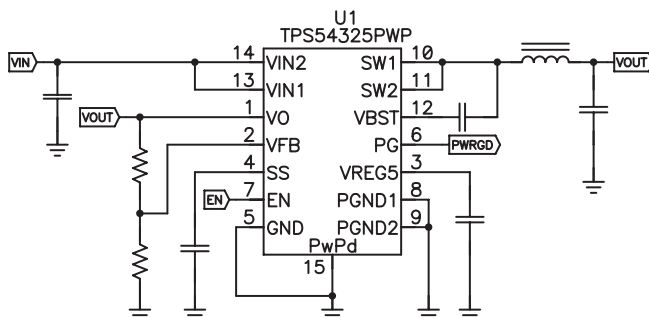 U1
TPS54325PWP
VIN 14 VIN2 SW1 10 VOUT
13 VIN1 SW2 11
VOUT 1 VO VBST 12
2 VFB PG 6 PWRGD
4 SS VREG5 3
EN 7 EN PGND1 8
5 GND PGND2 9
PwPd
15